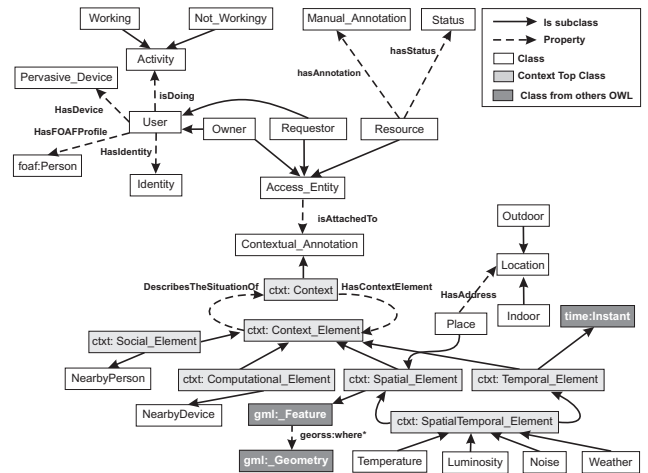 Working
Not_Workingy
Manual_Annotation
Status
Is subclass
Property
Class
Context Top Class
Class from others OWL
Activity
hasStatus
hasAnnotation
Pervasive_Device
isDoing
HasDevice
User
Owner
Requestor
Resource
HasFOAFProfile
HasIdentity
foaf:Person
Identity
Access_Entity
isAttachedTo
Outdoor
Contextual_Annotation
Location
DescribesTheSituationOf
ctxt: Context
HasContextElement
HasAddress
Indoor
ctxt: Context_Element
Place
time:Instant
ctxt: Social_Element
NearbyPerson
ctxt: Computational_Element
ctxt: Spatial_Element
ctxt: Temporal_Element
NearbyDevice
gml:_Feature
ctxt: SpatialTemporal_Element
georss:where*
gml:_Geometry
Temperature
Luminosity
Noise
Weather